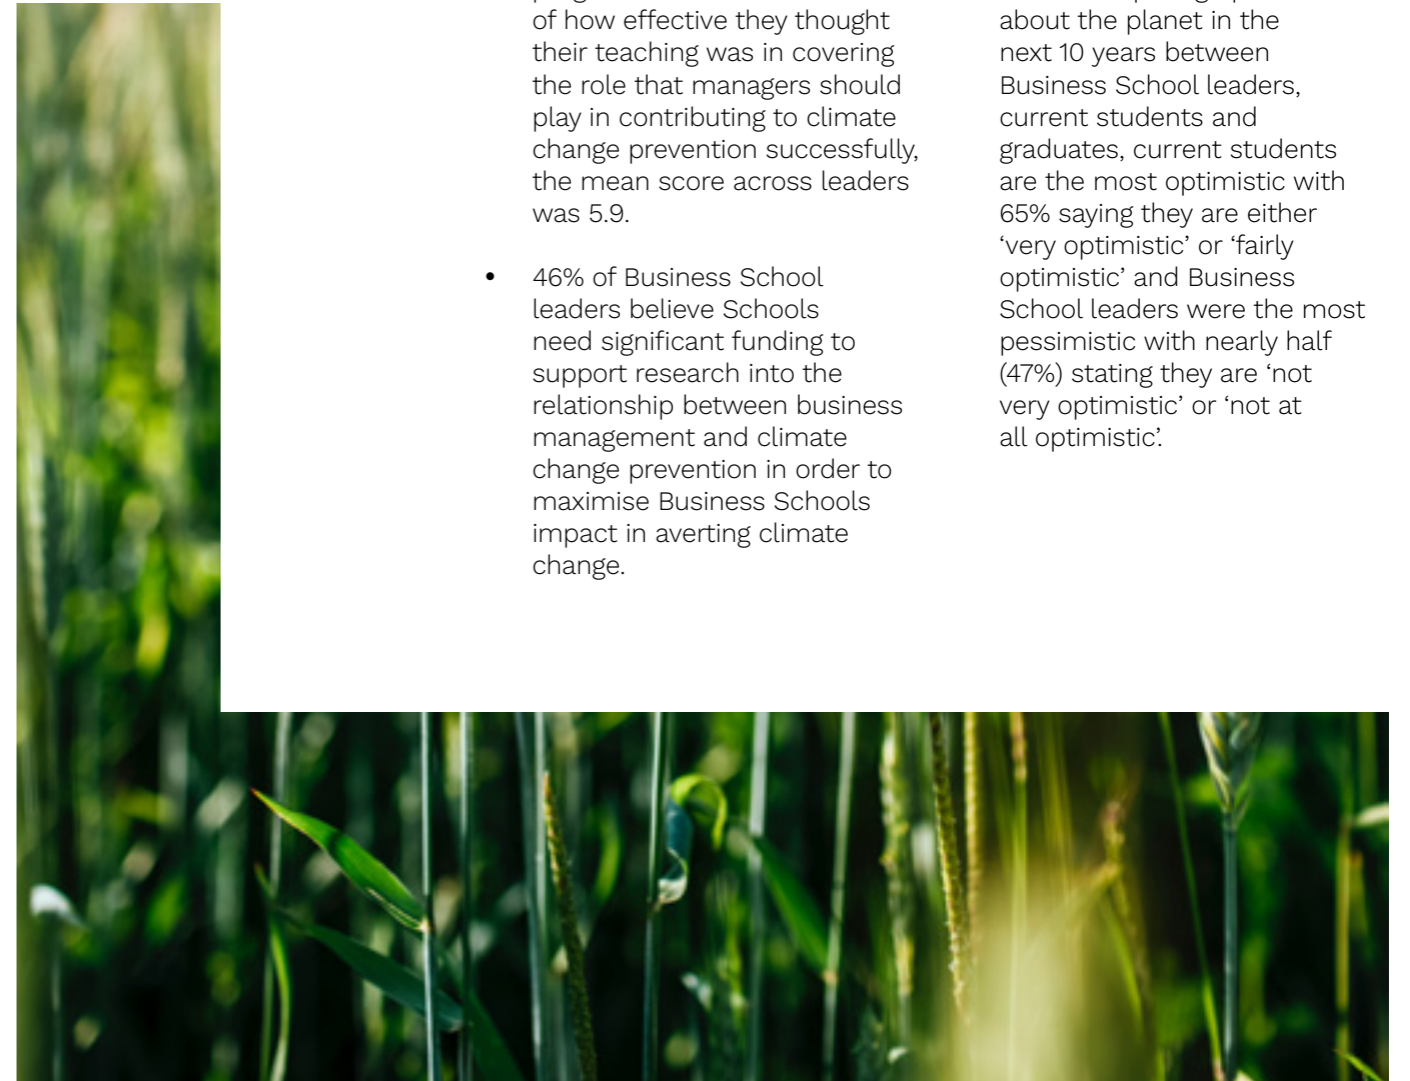 of how effective they thought
their teaching was in covering
the role that managers should
play in contributing to climate
change prevention successfully,
the mean score across leaders
was 5.9.
• 46% of Business School
leaders believe Schools
need significant funding to
support research into the
relationship between business
management and climate
change prevention in order to
maximise Business Schools
impact in averting climate
change.
about the planet in the
next 10 years between
Business School leaders,
current students and
graduates, current students
are the most optimistic with
65% saying they are either
‘very optimistic’ or ‘fairly
optimistic’ and Business
School leaders were the most
pessimistic with nearly half
(47%) stating they are ‘not
very optimistic’ or ‘not at
all optimistic’.